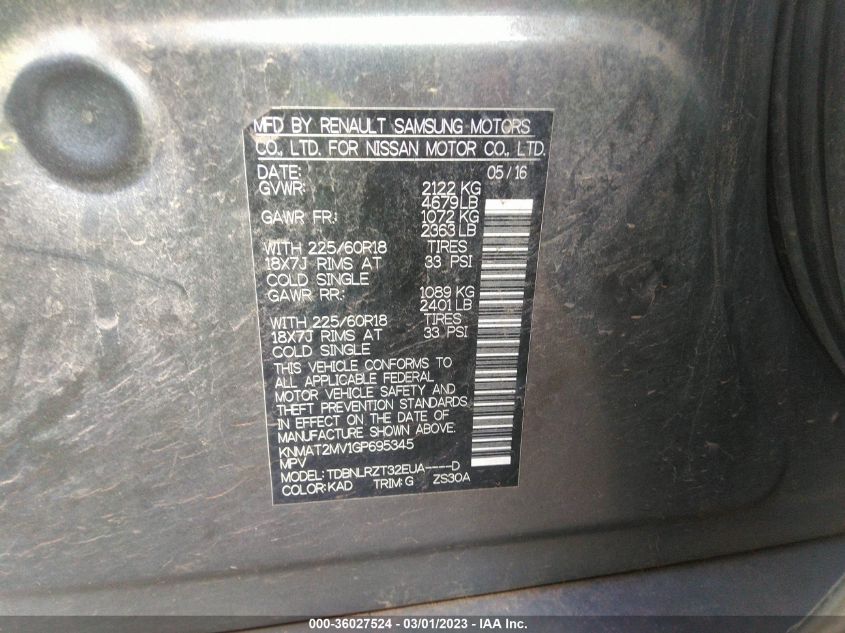 MFD BY RENAULT SAMSUNG MOTORS
CO., LTD. FOR NISSAN MOTOR CO., LTD.
DATE: 05/16
GVWR: 2122 KG
4679 LB
GAWR FR.: 1072 KG
2363 LB
WITH 225/60R18 TIRES
18X7J RIMS AT 33 PSI
COLD SINGLE
GAWR RR.: 1089 KG
2401 LB
WITH 225/60R18 TIRES
18X7J RIMS AT 33 PSI
COLD SINGLE
THIS VEHICLE CONFORMS TO
ALL APPLICABLE FEDERAL
MOTOR VEHICLE SAFETY AND
THEFT PREVENTION STANDARDS
IN EFFECT ON THE DATE OF
MANUFACTURE.
KNMAT2MV1GP695345
MPV
MODEL: TDBNLRZT32EUA----D
COLOR: KAD TRIM: G ZS30A
000-36027524 - 03/01/2023 - IAA Inc.